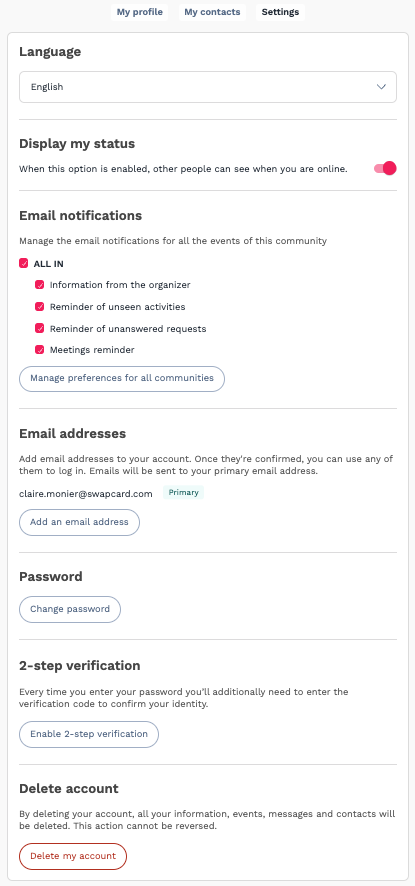 My profile My contacts Settings
Language
English
Display my status
When this option is enabled, other people can see when you are online.
Email notifications
Manage the email notifications for all the events of this community
ALL IN
Information from the organizer
Reminder of unseen activities
Reminder of unanswered requests
Meetings reminder
Manage preferences for all communities
Email addresses
Add email addresses to your account. Once they're confirmed, you can use any of
them to log in. Emails will be sent to your primary email address.
claire.monier@swapcard.com Primary
Add an email address
Password
Change password
2-step verification
Every time you enter your password you'll additionally need to enter the
verification code to confirm your identity.
Enable 2-step verification
Delete account
By deleting your account, all your information, events, messages and contacts will
be deleted. This action cannot be reversed.
Delete my account